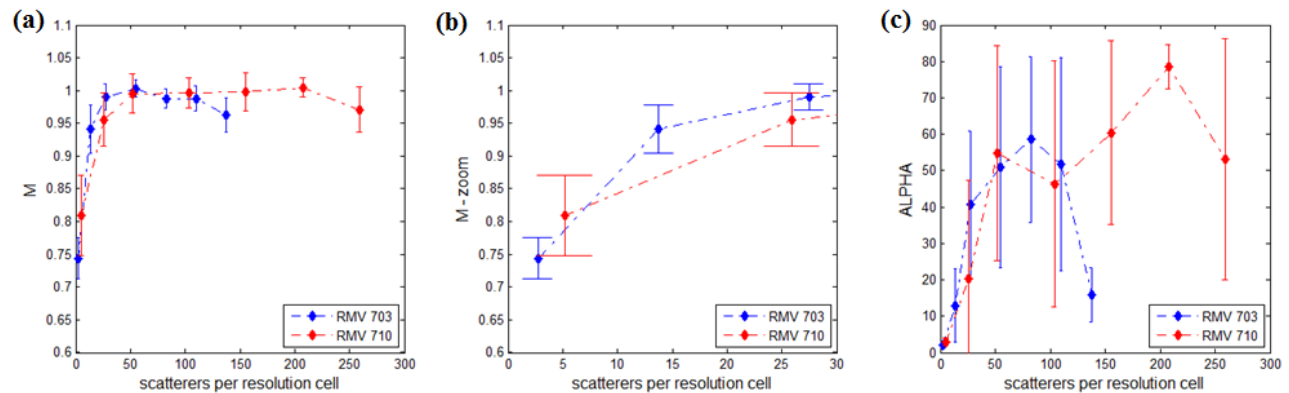 (a)
M
1.1
1.05
1
0.95
0.9
0.85
0.8
0.75
0.7
0.65
0.6
0 50 100 150 200 250 300
scatterers per resolution cell
RMV 703
RMV 710
(b)
M - zoom
1.1
1.05
1
0.95
0.9
0.85
0.8
0.75
0.7
0.65
0.6
0 5 10 15 20 25 30
scatterers per resolution cell
RMV 703
RMV 710
(c)
ALPHA
90
80
70
60
50
40
30
20
10
0
0 50 100 150 200 250 300
scatterers per resolution cell
RMV 703
RMV 710